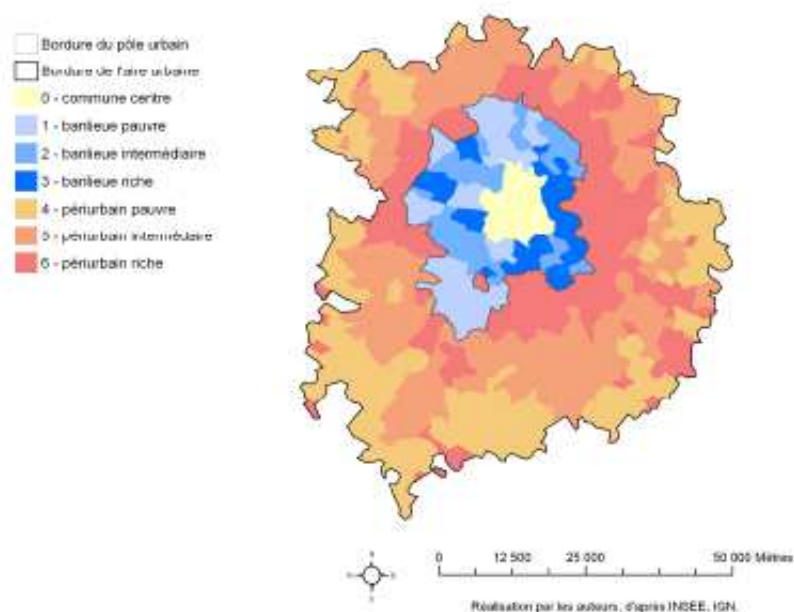 Bordure du pôle urbain
Bordure de l'aire urbaine
0 - commune centre
1 - banlieue pauvre
2 - banlieue intermédiaire
3 - banlieue riche
4 - périurbain pauvre
5 - périurbain intermédiaire
6 - périurbain riche
0 12 500 25 000 50 000 Mètres
Réalisation par les auteurs, d'après INSEE, IGN.